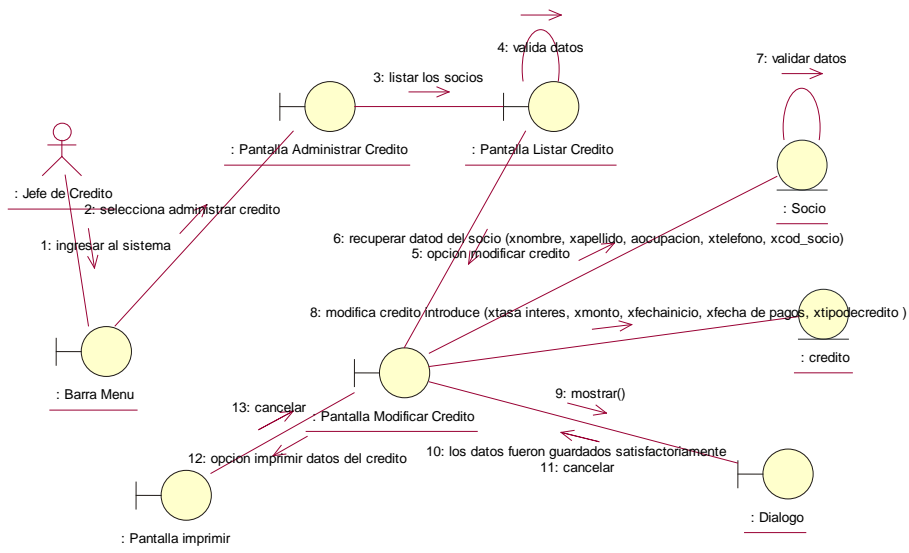 4: valida datos
7: validar datos
3: listar los socios
: Pantalla Administrar Credito
: Pantalla Listar Credito
: Jefe de Credito
2: selecciona administrar credito
: Socio
1: ingresar al sistema
6: recuperar datod del socio (xnombre, xapellido, aocupacion, xtelefono, xcod_socio)
5: opcion modificar credito
8: modifica credito introduce (xtasa interes, xmonto, xfechainicio, xfecha de pagos, xtipodecredito )
: credito
: Barra Menu
9: mostrar()
13: cancelar
: Pantalla Modificar Credito
12: opcion imprimir datos del credito
10: los datos fueron guardados satisfactoriamente
11: cancelar
: Dialogo
: Pantalla imprimir